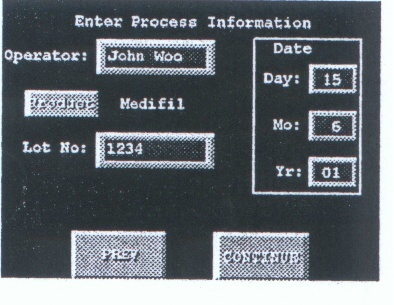 Enter Process Information
Operator: John Woo
Product Medifil
Lot No: 1234
Date
Day: 15
Mo: 6
Yr: 01
PREV CONTINUE